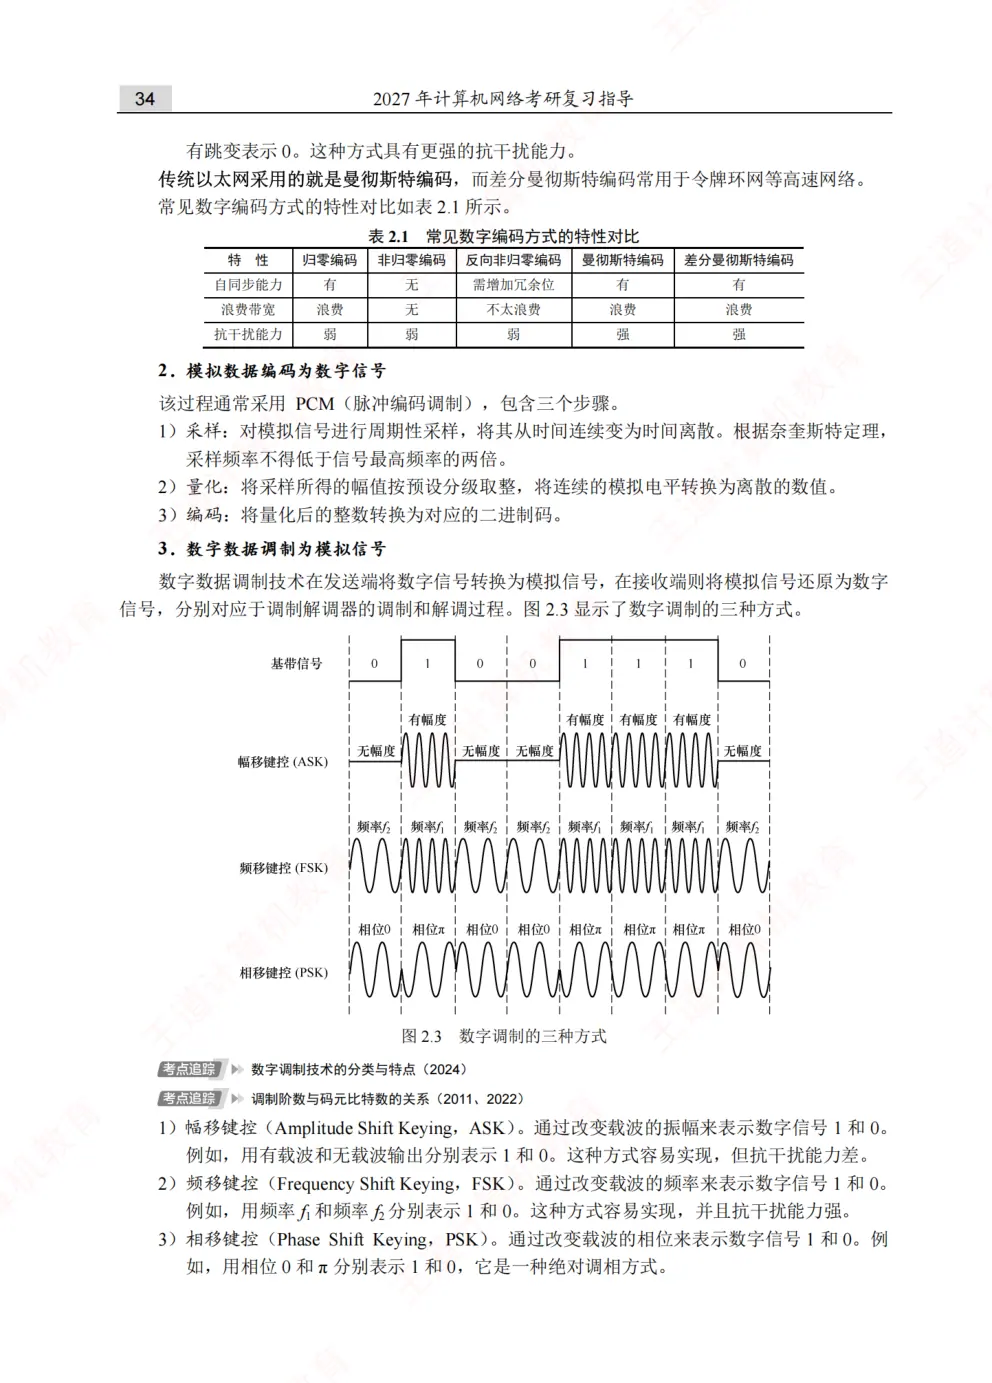 34
2027 年计算机网络考研复习指导
有跳变表示 0。这种方式具有更强的抗干扰能力。
传统以太网采用的就是曼彻斯特编码，而差分曼彻斯特编码常用于令牌环网等高速网络。
常见数字编码方式的特性对比如表 2.1 所示。
表 2.1 常见数字编码方式的特性对比
特 性 归零编码 非归零编码 反向非归零编码 曼彻斯特编码 差分曼彻斯特编码
自同步能力 有 无 需增加冗余位 有 有
浪费带宽 浪费 无 不太浪费 浪费 浪费
抗干扰能力 弱 弱 弱 强 强
2．模拟数据编码为数字信号
该过程通常采用 PCM（脉冲编码调制），包含三个步骤。
1）采样：对模拟信号进行周期性采样，将其从时间连续变为时间离散。根据奈奎斯特定理，
采样频率不得低于信号最高频率的两倍。
2）量化：将采样所得的幅值按预设分级取整，将连续的模拟电平转换为离散的数值。
3）编码：将量化后的整数转换为对应的二进制码。
3．数字数据调制为模拟信号
数字数据调制技术在发送端将数字信号转换为模拟信号，在接收端则将模拟信号还原为数字
信号，分别对应于调制解调器的调制和解调过程。图 2.3 显示了数字调制的三种方式。
基带信号 0 1 0 0 1 1 1 0
有幅度 有幅度 有幅度 有幅度
幅移键控 (ASK) 无幅度 无幅度 无幅度 无幅度
频率f2 频率f1 频率f2 频率f2 频率f1 频率f1 频率f1 频率f2
频移键控 (FSK)
相位0 相位π 相位0 相位0 相位π 相位π 相位π 相位0
相移键控 (PSK)
图 2.3 数字调制的三种方式
考点追踪 数字调制技术的分类与特点（2024）
考点追踪 调制阶数与码元比特数的关系（2011、2022）
1）幅移键控（Amplitude Shift Keying，ASK）。通过改变载波的振幅来表示数字信号 1 和 0。
例如，用有载波和无载波输出分别表示 1 和 0。这种方式容易实现，但抗干扰能力差。
2）频移键控（Frequency Shift Keying，FSK）。通过改变载波的频率来表示数字信号 1 和 0。
例如，用频率 f1 和频率 f2 分别表示 1 和 0。这种方式容易实现，并且抗干扰能力强。
3）相移键控（Phase Shift Keying，PSK）。通过改变载波的相位来表示数字信号 1 和 0。例
如，用相位 0 和 π 分别表示 1 和 0，它是一种绝对调相方式。
王道计算机教育